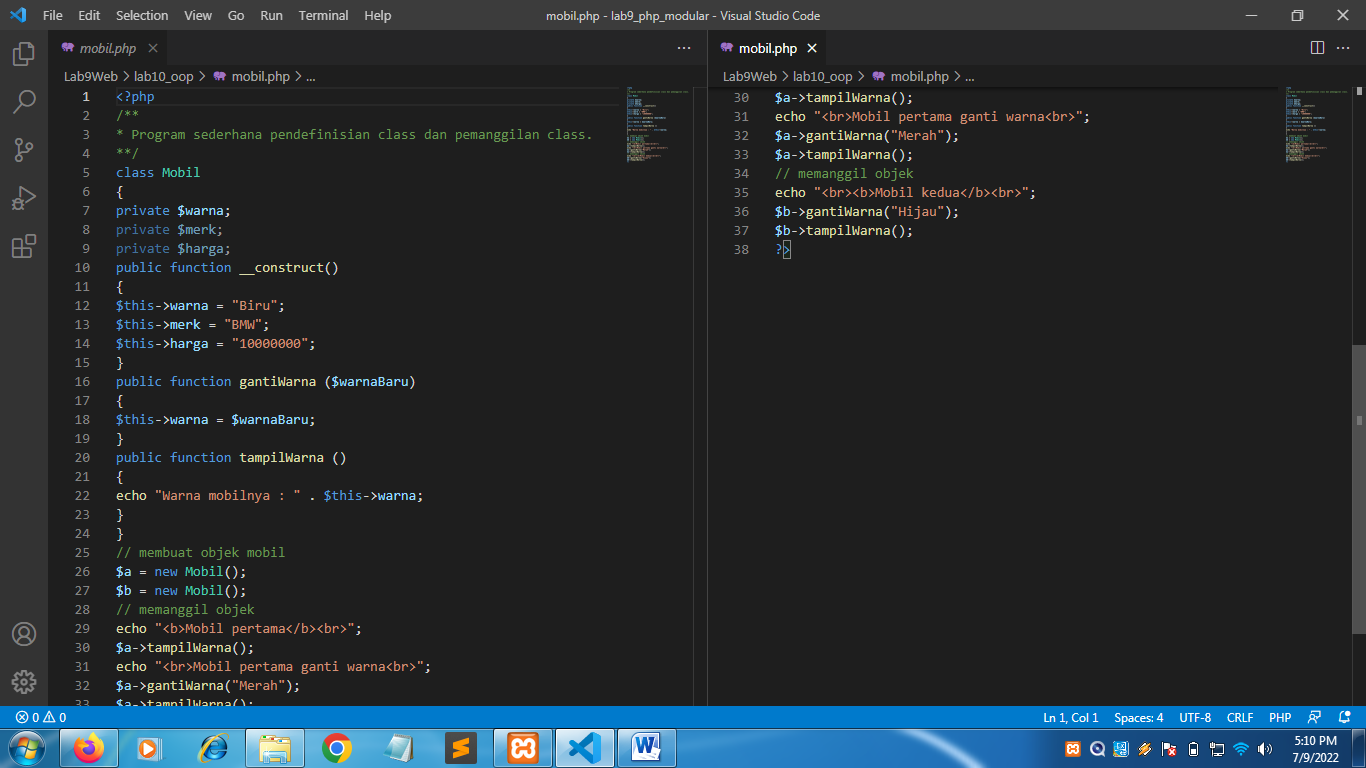 File Edit Selection View Go Run Terminal Help mobil.php - lab9_php_modular - Visual Studio Code
mobil.php
Lab9Web > lab10_oop > mobil.php > ...
1 <?php
2 /**
3 * Program sederhana pendefinisian class dan pemanggilan class.
4 **/
5 class Mobil
6 {
7 private $warna;
8 private $merk;
9 private $harga;
10 public function __construct()
11 {
12 $this->warna = "Biru";
13 $this->merk = "BMW";
14 $this->harga = "10000000";
15 }
16 public function gantiWarna ($warnaBaru)
17 {
18 $this->warna = $warnaBaru;
19 }
20 public function tampilWarna ()
21 {
22 echo "Warna mobilnya : " . $this->warna;
23 }
24 }
25 // membuat objek mobil
26 $a = new Mobil();
27 $b = new Mobil();
28 // memanggil objek
29 echo "<b>Mobil pertama</b><br>";
30 $a->tampilWarna();
31 echo "<br>Mobil pertama ganti warna<br>";
32 $a->gantiWarna("Merah");
33 $a->tampilWarna();
mobil.php
Lab9Web > lab10_oop > mobil.php > ...
30 $a->tampilWarna();
31 echo "<br>Mobil pertama ganti warna<br>";
32 $a->gantiWarna("Merah");
33 $a->tampilWarna();
34 // memanggil objek
35 echo "<br><b>Mobil kedua</b><br>";
36 $b->gantiWarna("Hijau");
37 $b->tampilWarna();
38 ?>
0 0 Ln 1, Col 1 Spaces: 4 UTF-8 CRLF PHP
5:10 PM
7/9/2022